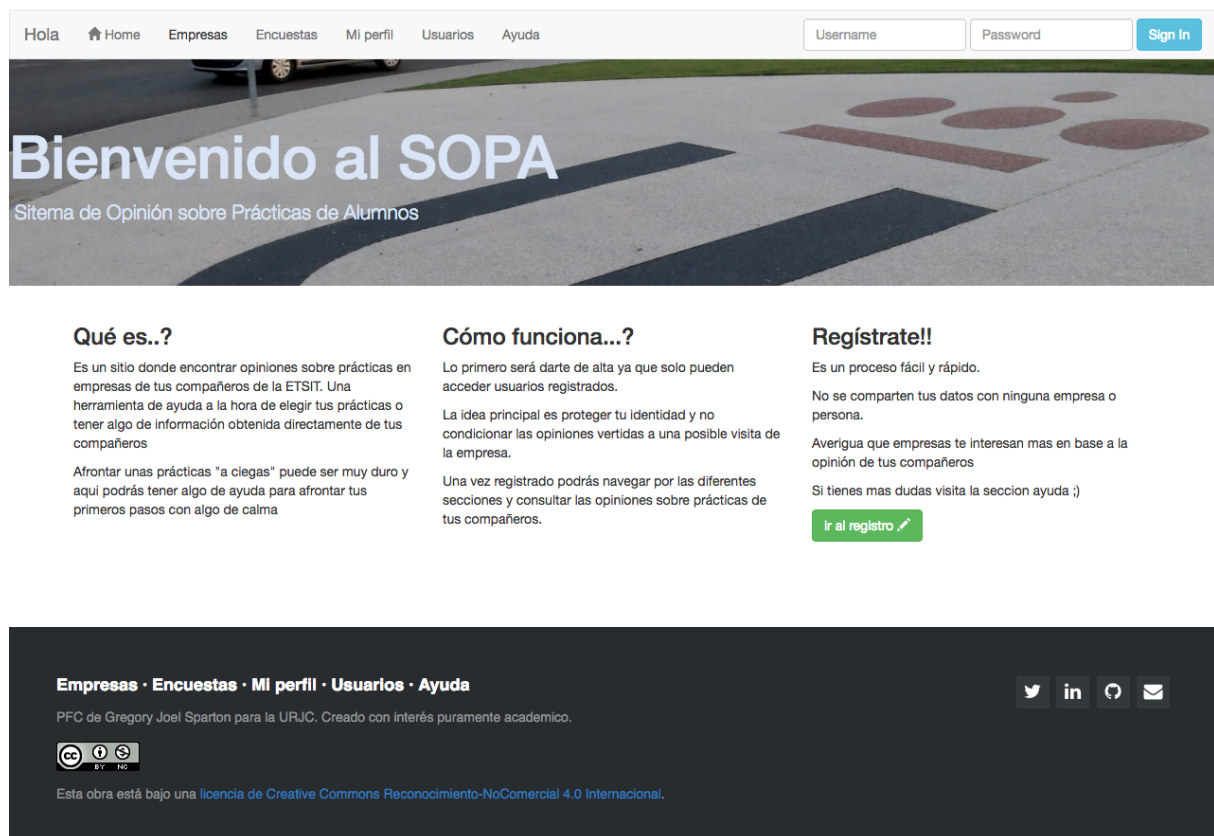 Hola Home Empresas Encuestas Mi perfil Usuarios Ayuda Username Password Sign In
Bienvenido al SOPA
Sitema de Opinión sobre Prácticas de Alumnos
Qué es..?
Es un sitio donde encontrar opiniones sobre prácticas en
empresas de tus compañeros de la ETSIT. Una
herramienta de ayuda a la hora de elegir tus prácticas o
tener algo de información obtenida directamente de tus
compañeros
Afrontar unas prácticas "a ciegas" puede ser muy duro y
aqui podrás tener algo de ayuda para afrontar tus
primeros pasos con algo de calma
Cómo funciona...?
Lo primero será darte de alta ya que solo pueden
acceder usuarios registrados.
La idea principal es proteger tu identidad y no
condicionar las opiniones vertidas a una posible visita de
la empresa.
Una vez registrado podrás navegar por las diferentes
secciones y consultar las opiniones sobre prácticas de
tus compañeros.
Regístrate!!
Es un proceso fácil y rápido.
No se comparten tus datos con ninguna empresa o
persona.
Averigua que empresas te interesan mas en base a la
opinión de tus compañeros
Si tienes mas dudas visita la seccion ayuda ;)
ir al registro
Empresas · Encuestas · Mi perfil · Usuarios · Ayuda
PFC de Gregory Joel Sparton para la URJC. Creado con interés puramente academico.
cc BY NC
Esta obra está bajo una licencia de Creative Commons Reconocimiento-NoComercial 4.0 Internacional.